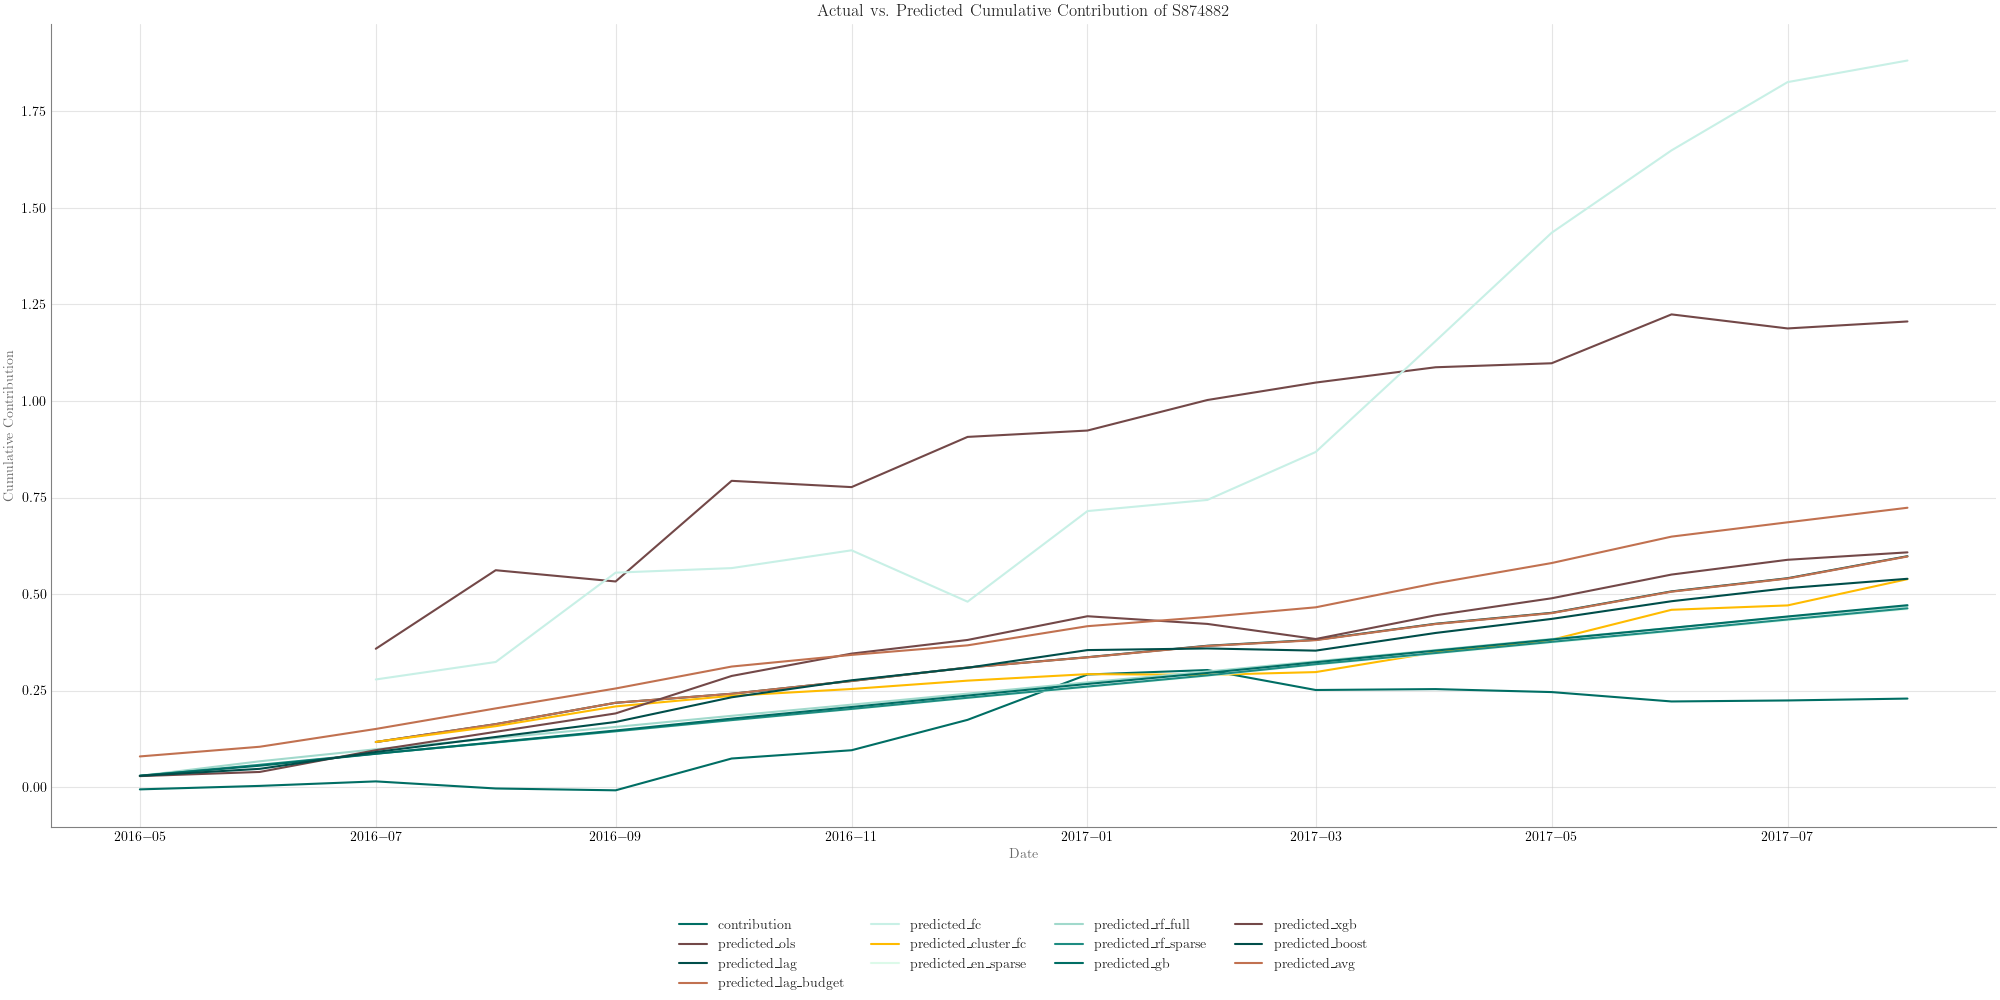 Actual vs. Predicted Cumulative Contribution of S874882
Cumulative Contribution
1.75
1.50
1.25
1.00
0.75
0.50
0.25
0.00
2016−05 2016−07 2016−09 2016−11 2017−01 2017−03 2017−05 2017−07
Date
contribution predicted_fc predicted_rf_full predicted_xgb
predicted_ols predicted_cluster_fc predicted_rf_sparse predicted_boost
predicted_lag predicted_en_sparse predicted_gb predicted_avg
predicted_lag_budget